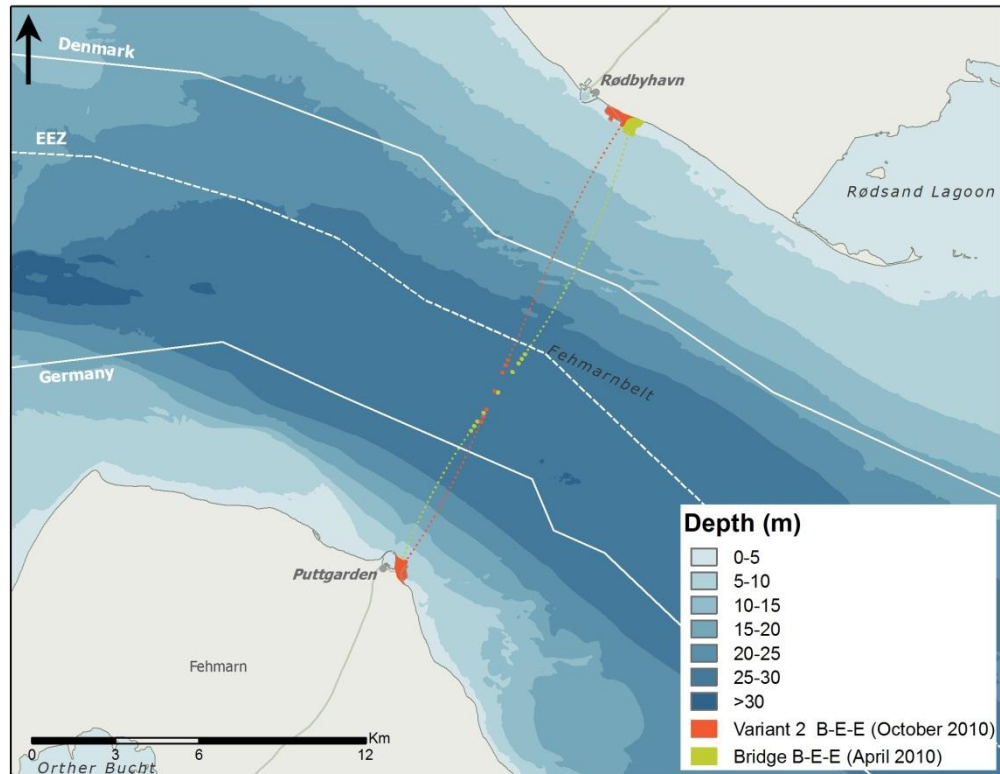 Denmark
Rødbyhavn
EEZ
Rødsand Lagoon
Fehmarnbelt
Germany
Puttgarden
Fehmarn
Km
0 3 6 12
Orther Bucht
Depth (m)
0-5
5-10
10-15
15-20
20-25
25-30
>30
Variant 2 B-E-E (October 2010)
Bridge B-E-E (April 2010)